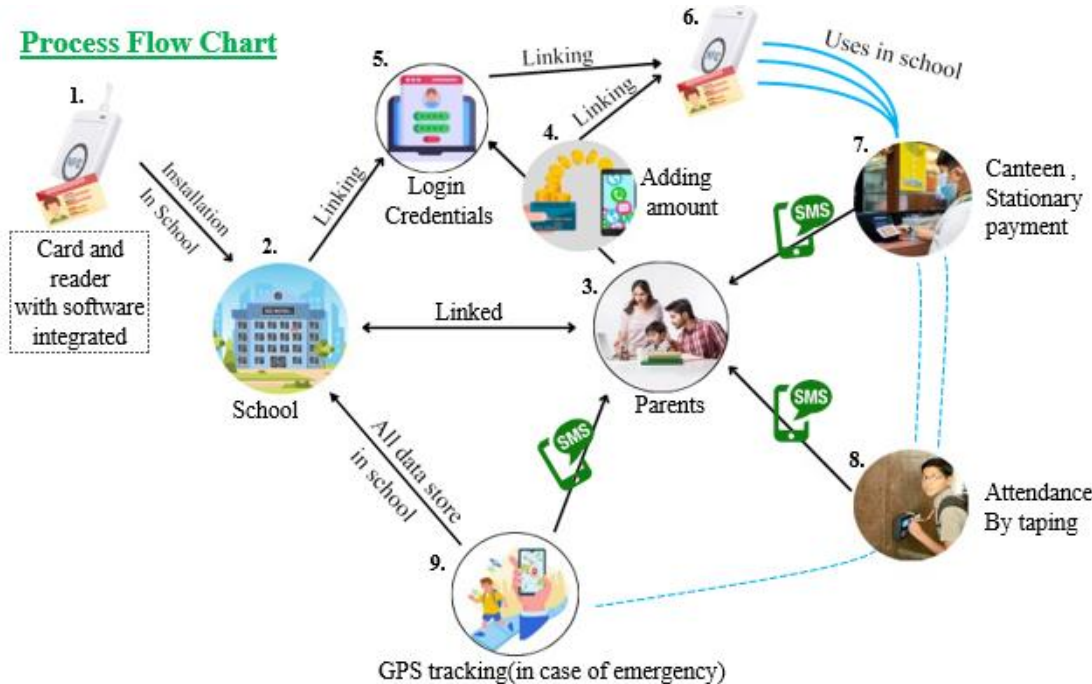 Process Flow Chart
1.
Installation
In School
Card and
reader
with software
integrated
2.
School
Linking
5.
Login
Credentials
Linking
4.
Linking
Adding
amount
6.
Uses in school
7.
Canteen ,
Stationary
payment
SMS
3.
Parents
Linked
SMS
8.
Attendance
By taping
SMS
All data store
in school
9.
GPS tracking(in case of emergency)